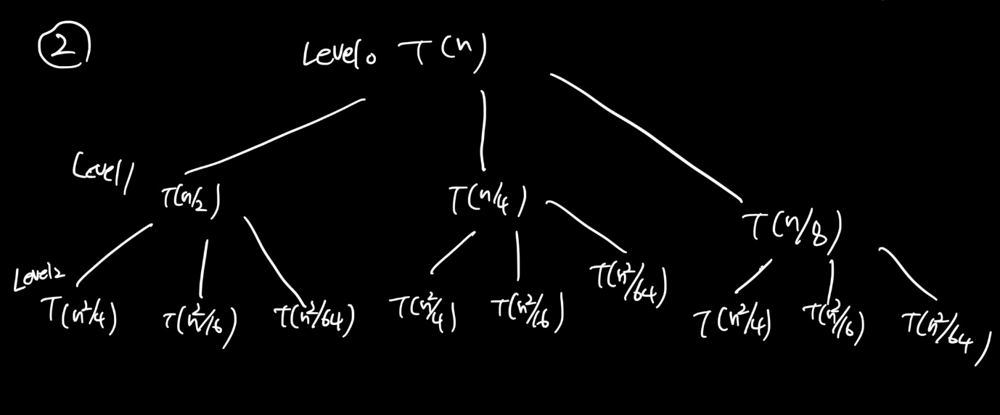 ②
Level0 T(n)
Level1
T(n/2) T(n/4) T(n/8)
Level2
T(n²/4) T(n²/16) T(n²/64) T(n²/4) T(n²/16) T(n²/64) T(n²/4) T(n²/16) T(n²/64)